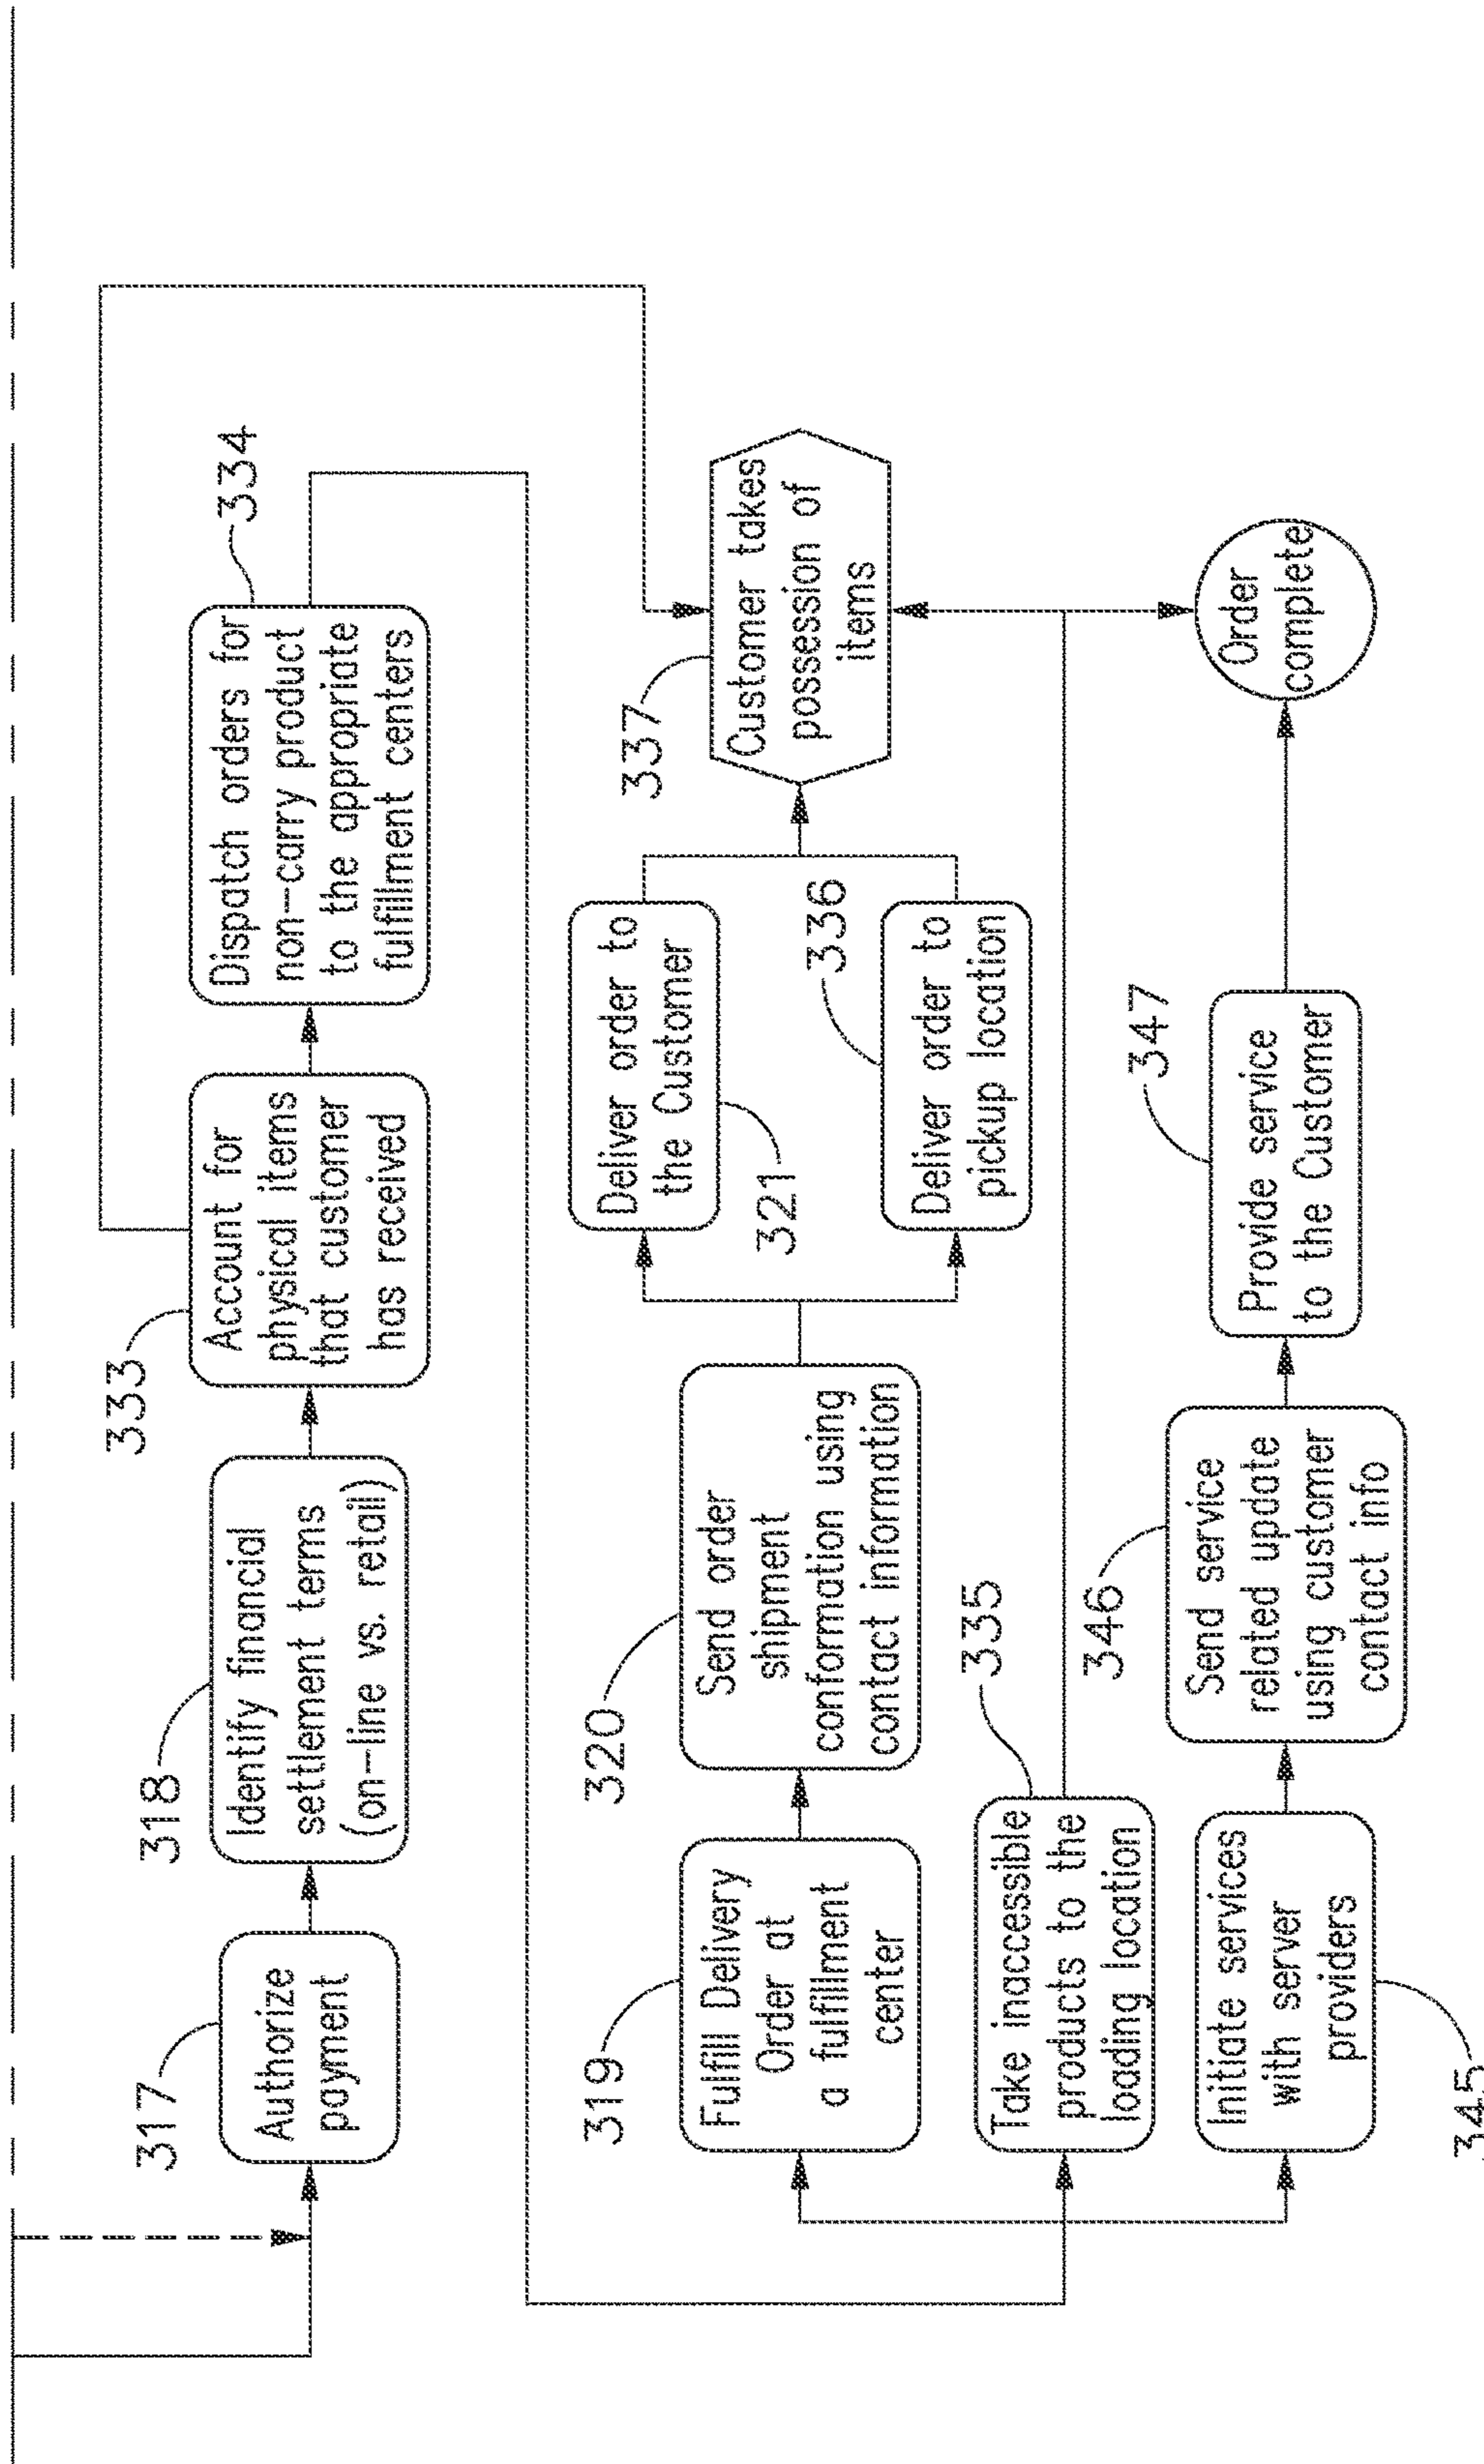 317
Authorize
payment
318
Identify financial
settlement terms
(on-line vs. retail)
333
Account for
physical items
that customer
has received
334
Dispatch orders for
non-carry product
to the appropriate
fulfillment centers
319
Fulfill Delivery
Order at
a fulfillment
center
320
Send order
shipment
conformation using
contact information
321
Deliver order to
the Customer
336
Deliver order to
pickup location
337
Customer takes
possession of
items
335
Take inaccessible
products to the
loading location
345
Initiate services
with server
providers
346
Send service
related update
using customer
contact info
347
Provide service
to the Customer
Order
complete